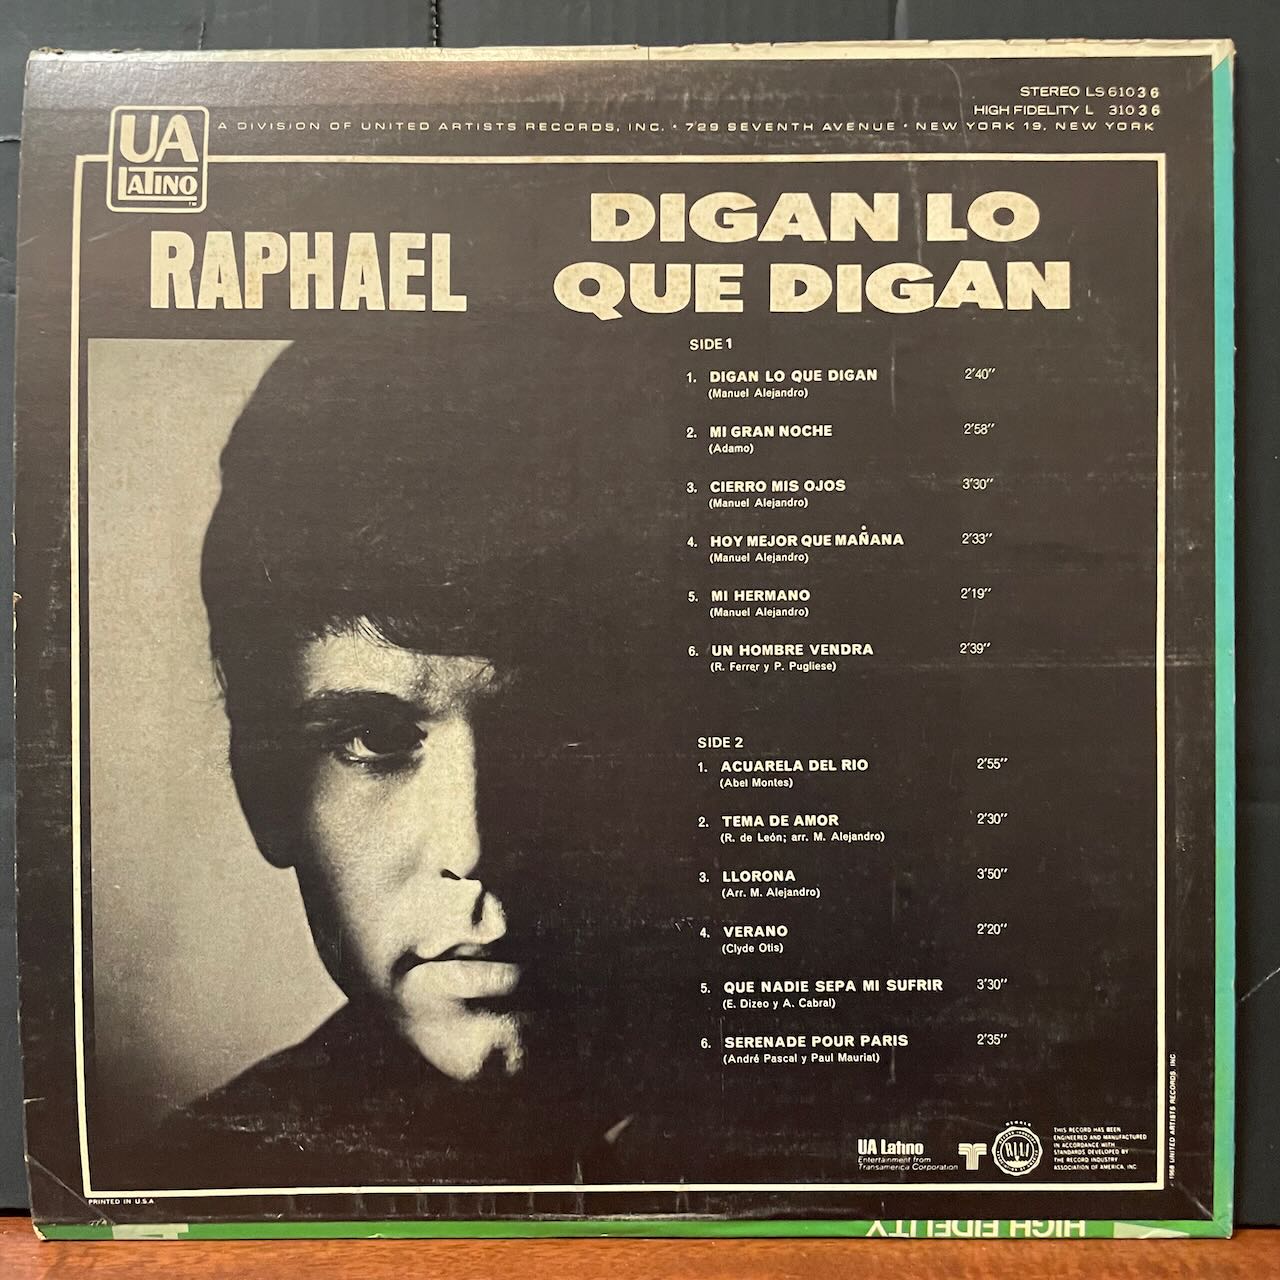 STEREO LS 61036
HIGH FIDELITY L 31036
UA
LATINO
TM
A DIVISION OF UNITED ARTISTS RECORDS, INC. • 729 SEVENTH AVENUE • NEW YORK 19, NEW YORK
RAPHAEL
DIGAN LO
QUE DIGAN
SIDE 1
1. DIGAN LO QUE DIGAN 2'40''
(Manuel Alejandro)
2. MI GRAN NOCHE 2'58''
(Adamo)
3. CIERRO MIS OJOS 3'30''
(Manuel Alejandro)
4. HOY MEJOR QUE MAÑANA 2'33''
(Manuel Alejandro)
5. MI HERMANO 2'19''
(Manuel Alejandro)
6. UN HOMBRE VENDRA 2'39''
(R. Ferrer y P. Pugliese)
SIDE 2
1. ACUARELA DEL RIO 2'55''
(Abel Montes)
2. TEMA DE AMOR 2'30''
(R. de León; arr. M. Alejandro)
3. LLORONA 3'50''
(Arr. M. Alejandro)
4. VERANO 2'20''
(Clyde Otis)
5. QUE NADIE SEPA MI SUFRIR 3'30''
(E. Dizeo y A. Cabral)
6. SERENADE POUR PARIS 2'35''
(André Pascal y Paul Mauriat)
UA Latino
Entertainment from
Transamerica Corporation
THIS RECORD HAS BEEN
ENGINEERED AND MANUFACTURED
IN ACCORDANCE WITH
STANDARDS DEVELOPED BY
THE RECORD INDUSTRY
ASSOCIATION OF AMERICA, INC
1968 UNITED ARTISTS RECORDS, INC
PRINTED IN U.S.A
HIGH FIDELITY